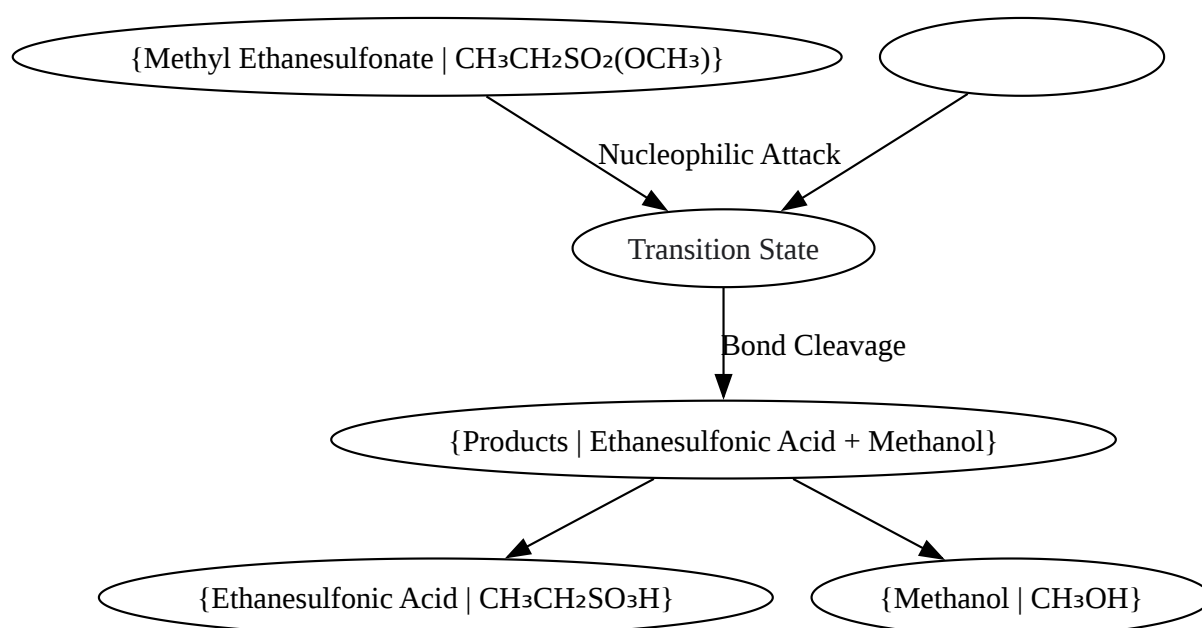 {Methyl Ethanesulfonate | CH₃CH₂SO₂(OCH₃)}
Nucleophilic Attack
Transition State
Bond Cleavage
{Products | Ethanesulfonic Acid + Methanol}
{Ethanesulfonic Acid | CH₃CH₂SO₃H}
{Methanol | CH₃OH}